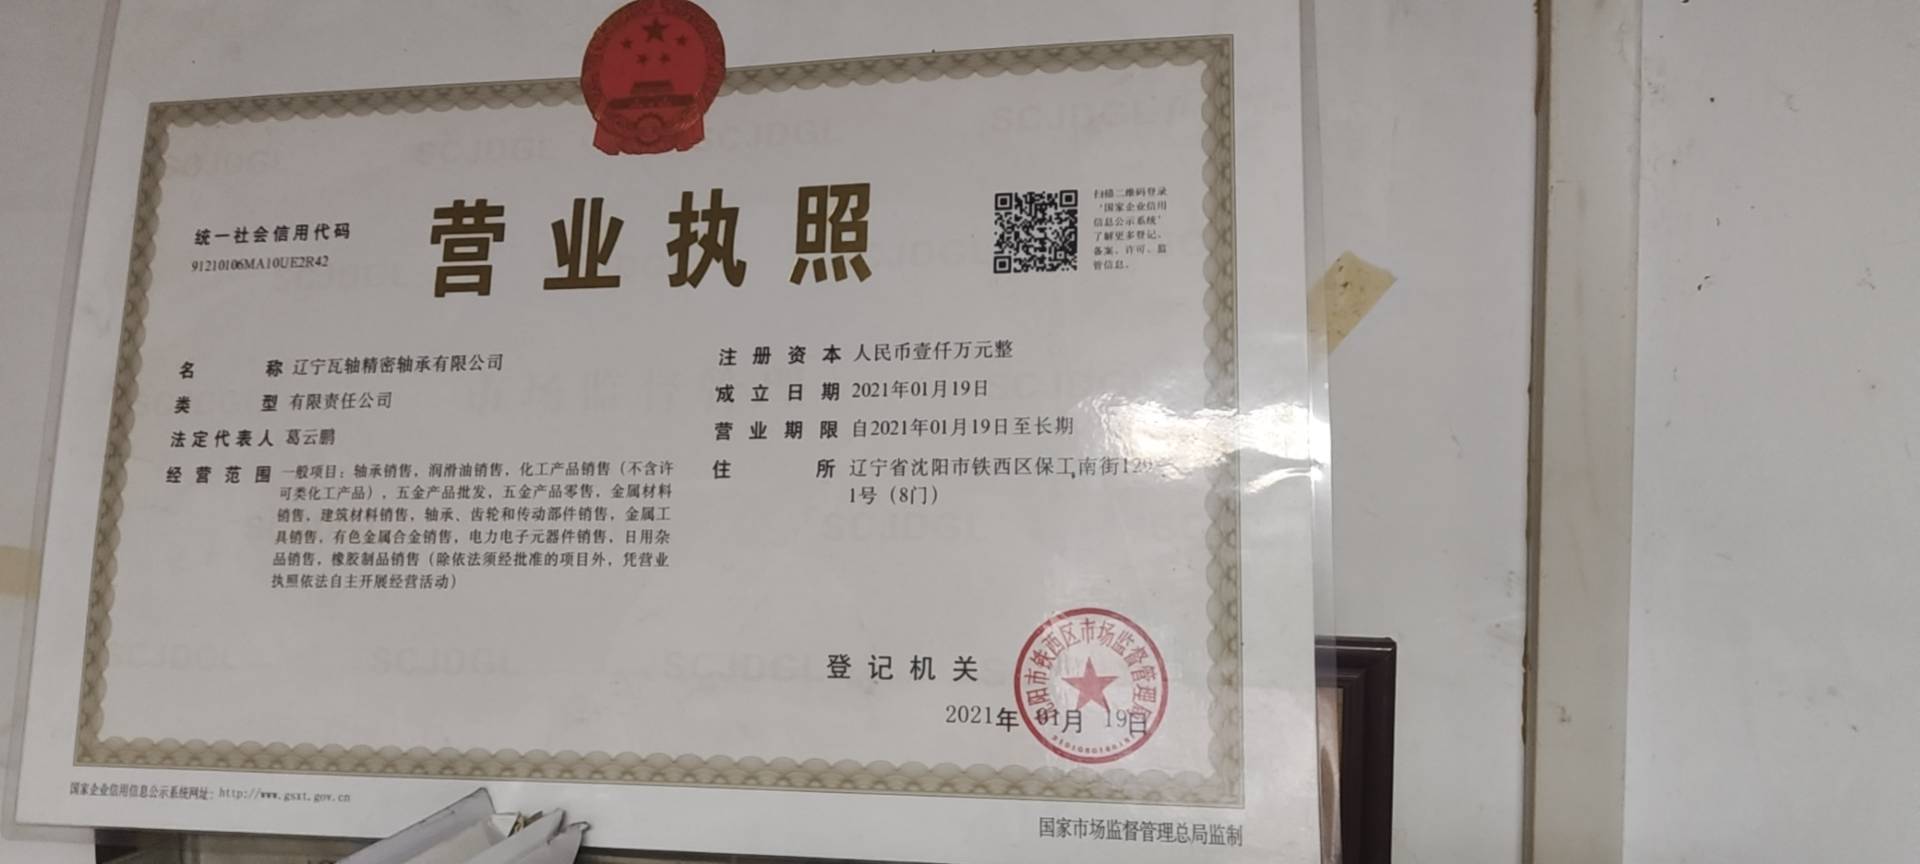 营业执照
统一社会信用代码
91210106MA10UE2R42
扫描二维码登录
‘国家企业信用
信息公示系统’
了解更多登记、
备案、许可、监
管信息。
名称 辽宁瓦轴精密轴承有限公司
类型 有限责任公司
法定代表人 葛云鹏
经营范围 一般项目：轴承销售，润滑油销售，化工产品销售（不含许
可类化工产品），五金产品批发，五金产品零售，金属材料
销售，建筑材料销售，轴承、齿轮和传动部件销售，金属工
具销售，有色金属合金销售，电力电子元器件销售，日用杂
品销售，橡胶制品销售（除依法须经批准的项目外，凭营业
执照依法自主开展经营活动）
注册资本 人民币壹仟万元整
成立日期 2021年01月19日
营业期限 自2021年01月19日至长期
住所 辽宁省沈阳市铁西区保工南街129-
1号（8门）
登记机关
沈阳市铁西区市场监督管理局
2021年 01月 19日
国家企业信用信息公示系统网址：http://www.gsxt.gov.cn
国家市场监督管理总局监制